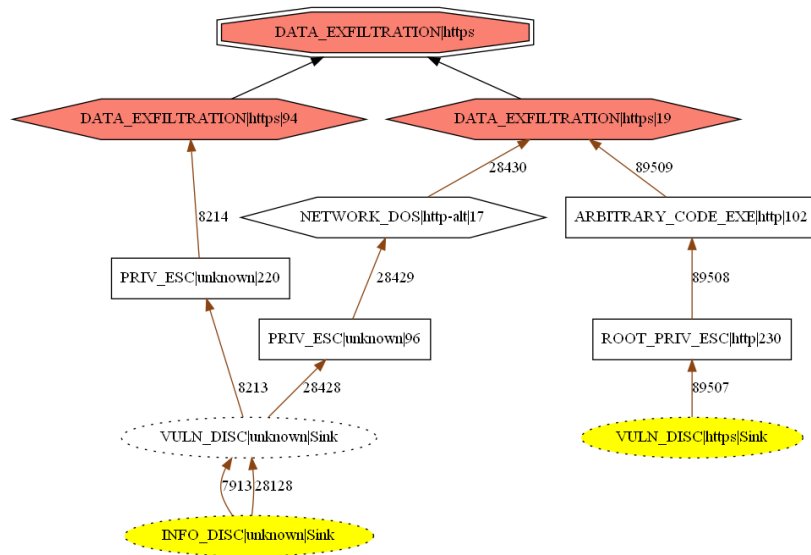 DATA_EXFILTRATION|https
DATA_EXFILTRATION|https|94
DATA_EXFILTRATION|https|19
28430
89509
8214
NETWORK_DOS|http-alt|17
ARBITRARY_CODE_EXE|http|102
PRIV_ESC|unknown|220
28429
89508
PRIV_ESC|unknown|96
ROOT_PRIV_ESC|http|230
8213
28428
89507
VULN_DISC|unknown|Sink
VULN_DISC|https|Sink
7913
28128
INFO_DISC|unknown|Sink